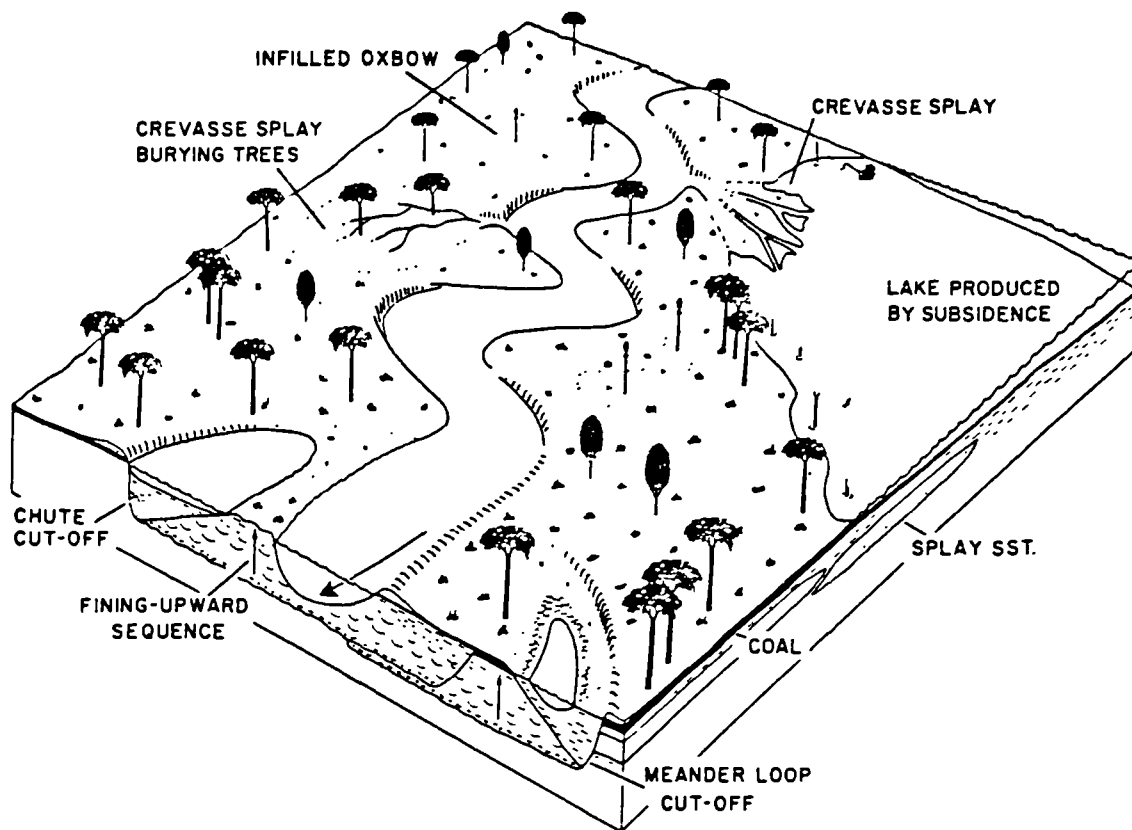 INFILLED OXBOW
CREVASSE SPLAY
CREVASSE SPLAY
BURYING TREES
LAKE PRODUCED
BY SUBSIDENCE
CHUTE
CUT-OFF
SPLAY SST.
FINING-UPWARD
SEQUENCE
COAL
MEANDER LOOP
CUT-OFF